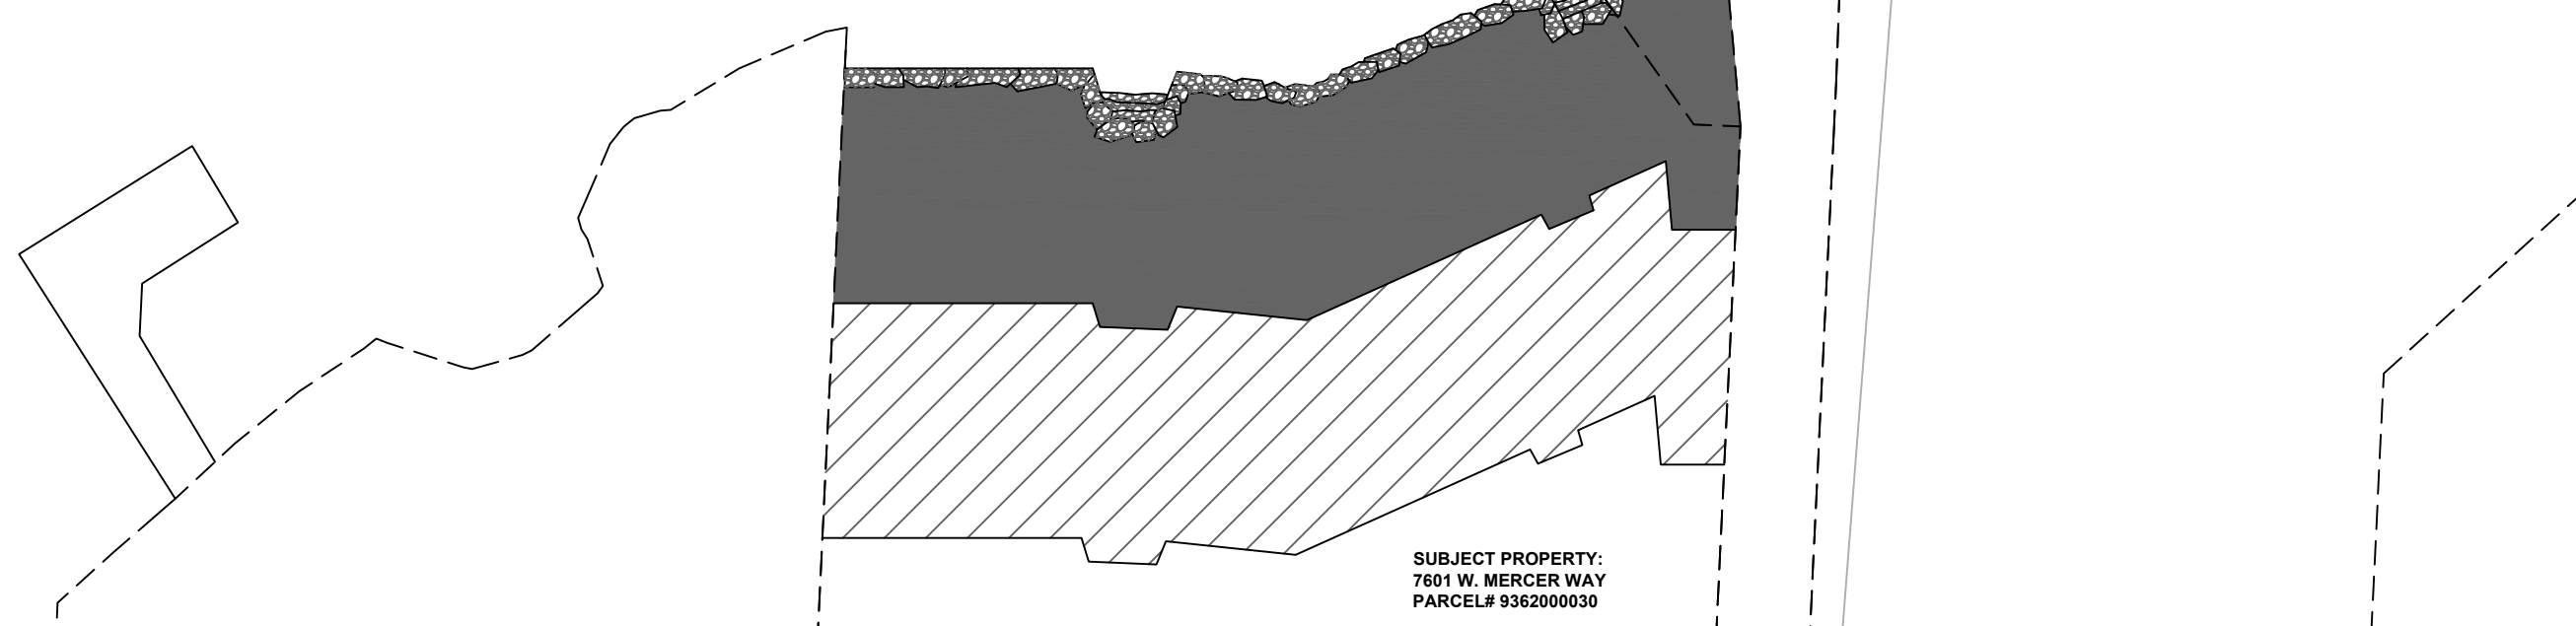 SUBJECT PROPERTY:
7601 W. MERCER WAY
PARCEL# 9362000030